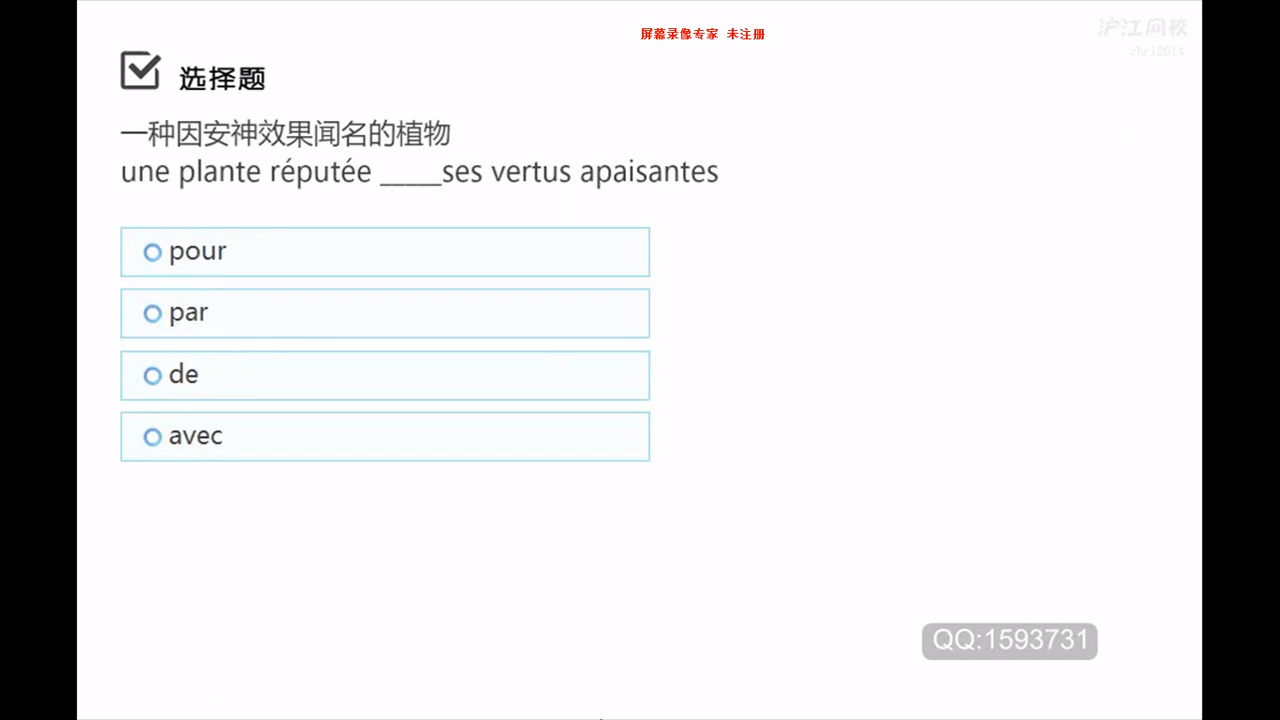 屏幕录像专家 未注册
沪江网校
chri2014
选择题
一种因安神效果闻名的植物
une plante réputée _____ses vertus apaisantes
pour
par
de
avec
QQ:1593731